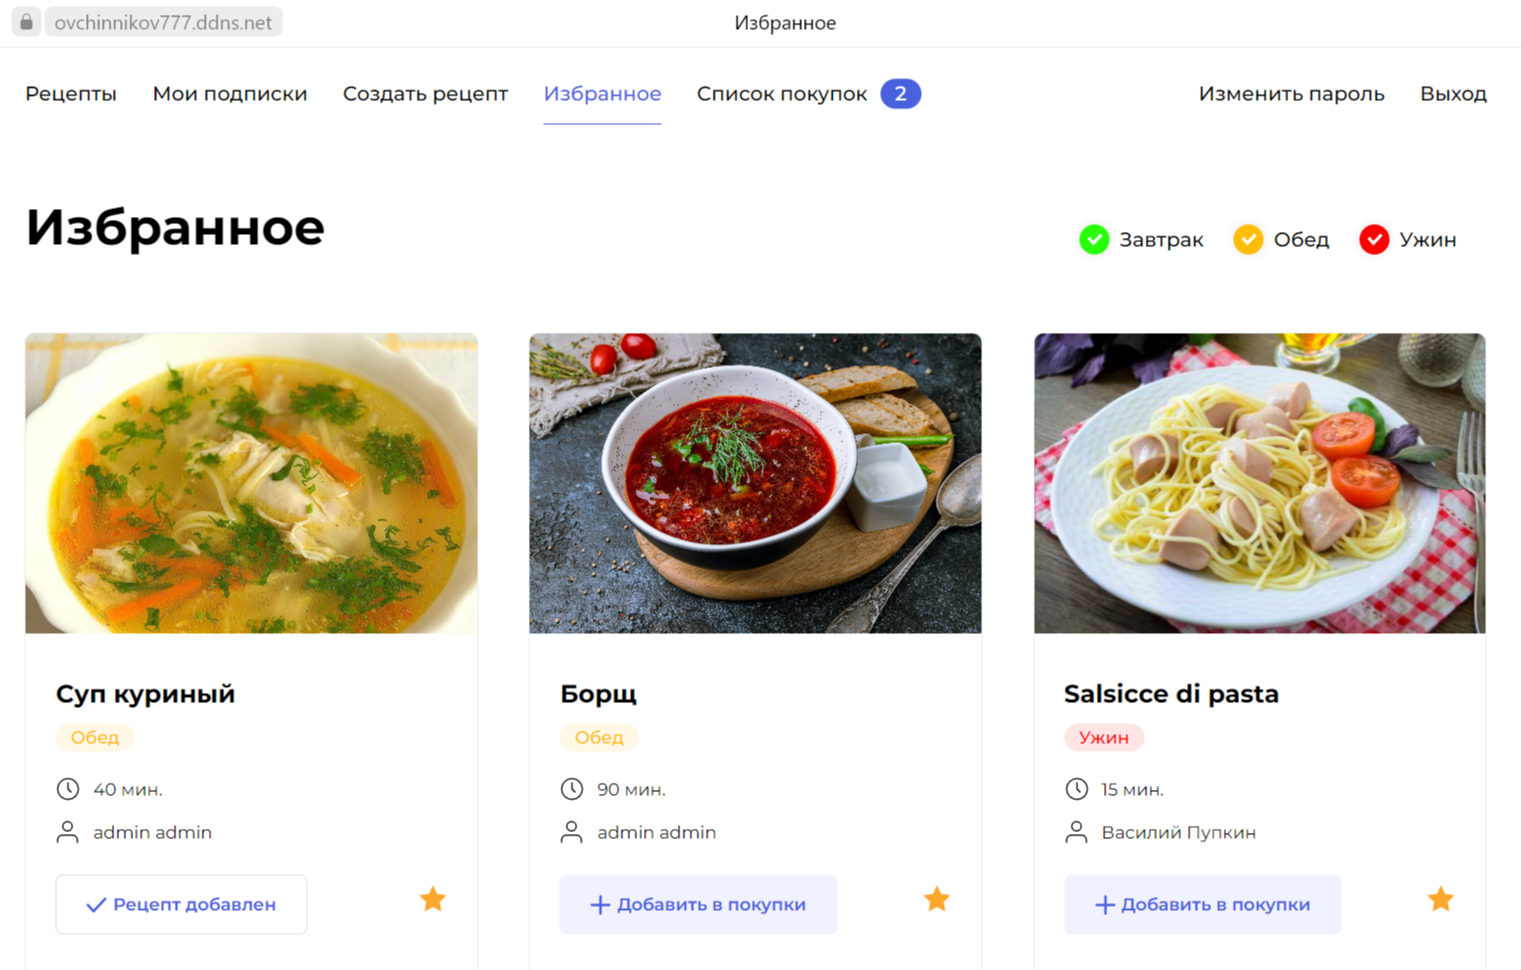 ovchinnikov777.ddns.net Избранное
Рецепты Мои подписки Создать рецепт Избранное Список покупок 2 Изменить пароль Выход
Избранное
Завтрак Обед Ужин
Суп куриный
Обед
40 мин.
admin admin
Рецепт добавлен
Борщ
Обед
90 мин.
admin admin
Добавить в покупки
Salsicce di pasta
Ужин
15 мин.
Василий Пупкин
Добавить в покупки